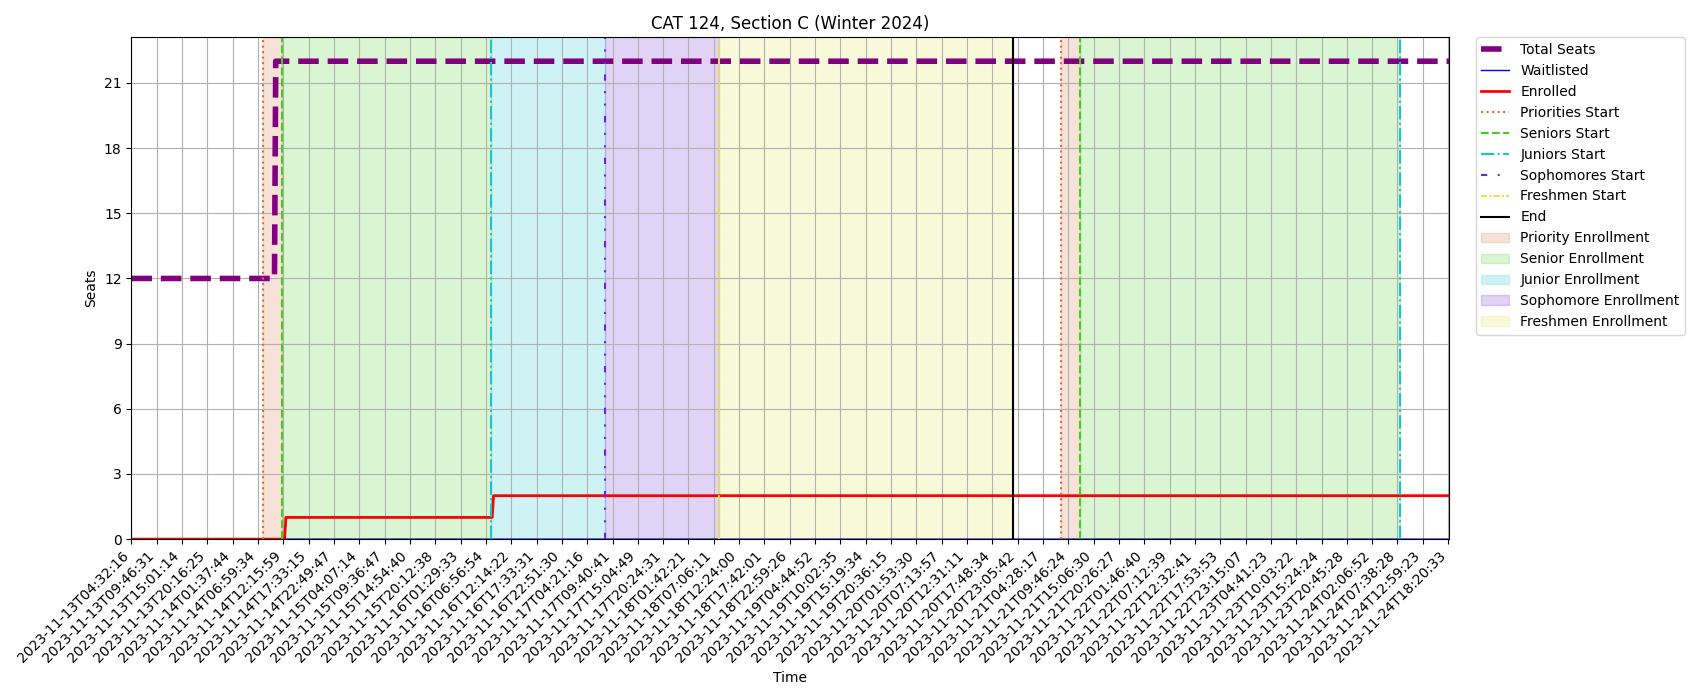 CAT 124, Section C (Winter 2024)
Seats
21
18
15
12
9
6
3
0
2023-11-13T04:32:16
2023-11-13T09:46:31
2023-11-13T15:01:14
2023-11-13T20:16:25
2023-11-14T01:37:44
2023-11-14T06:59:34
2023-11-14T12:15:59
2023-11-14T17:33:15
2023-11-14T22:49:47
2023-11-15T04:07:14
2023-11-15T09:36:47
2023-11-15T14:54:40
2023-11-15T20:12:38
2023-11-16T01:29:33
2023-11-16T06:56:54
2023-11-16T12:14:22
2023-11-16T17:33:31
2023-11-16T22:51:30
2023-11-17T04:21:16
2023-11-17T09:40:41
2023-11-17T15:04:49
2023-11-17T20:24:31
2023-11-18T01:42:21
2023-11-18T07:06:11
2023-11-18T12:24:00
2023-11-18T17:42:01
2023-11-18T22:59:26
2023-11-19T04:44:52
2023-11-19T10:02:35
2023-11-19T15:19:34
2023-11-19T20:36:15
2023-11-20T01:53:30
2023-11-20T07:13:57
2023-11-20T12:31:11
2023-11-20T17:48:34
2023-11-20T23:05:42
2023-11-21T04:28:17
2023-11-21T09:46:24
2023-11-21T15:06:30
2023-11-21T20:26:27
2023-11-22T01:46:40
2023-11-22T07:12:39
2023-11-22T12:32:41
2023-11-22T17:53:53
2023-11-22T23:15:07
2023-11-23T04:41:23
2023-11-23T10:03:22
2023-11-23T15:24:24
2023-11-23T20:45:28
2023-11-24T02:06:52
2023-11-24T07:38:28
2023-11-24T12:59:23
2023-11-24T18:20:33
Time
Total Seats
Waitlisted
Enrolled
Priorities Start
Seniors Start
Juniors Start
Sophomores Start
Freshmen Start
End
Priority Enrollment
Senior Enrollment
Junior Enrollment
Sophomore Enrollment
Freshmen Enrollment